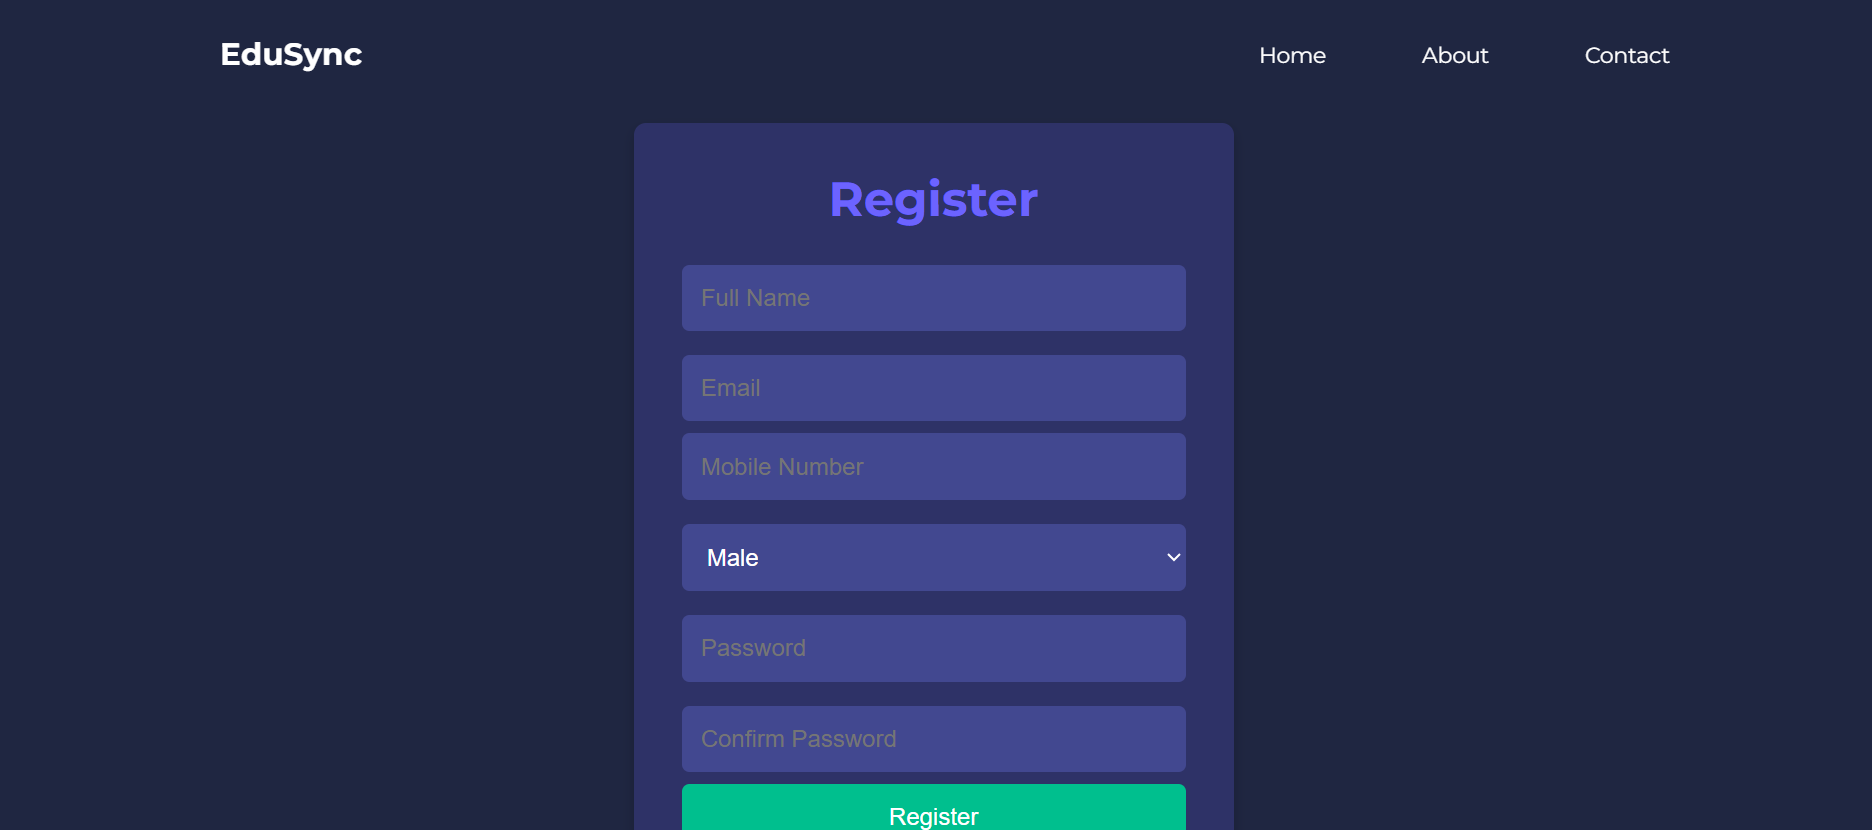 EduSync Home About Contact
Register
Full Name
Email
Mobile Number
Male
Password
Confirm Password
Register